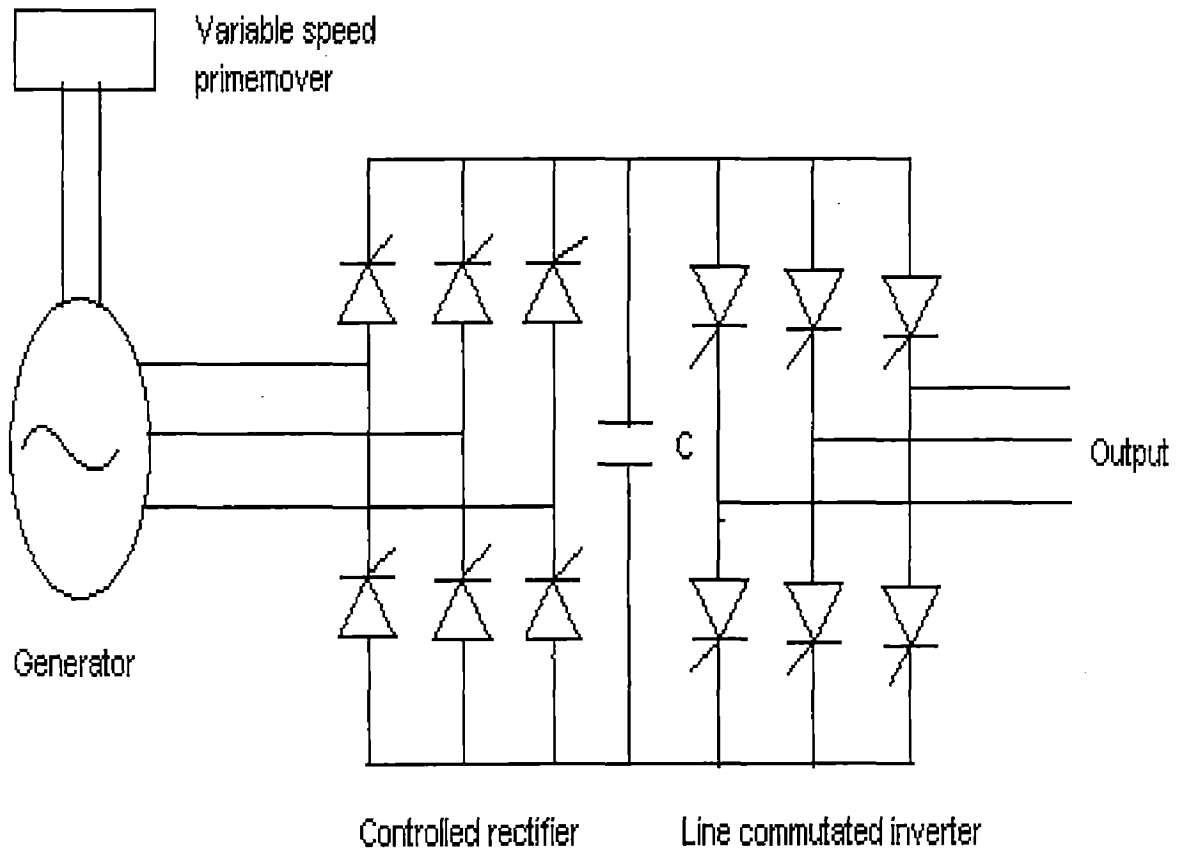 Variable speed
primemover
C
Output
Generator
Controlled rectifier
Line commutated inverter